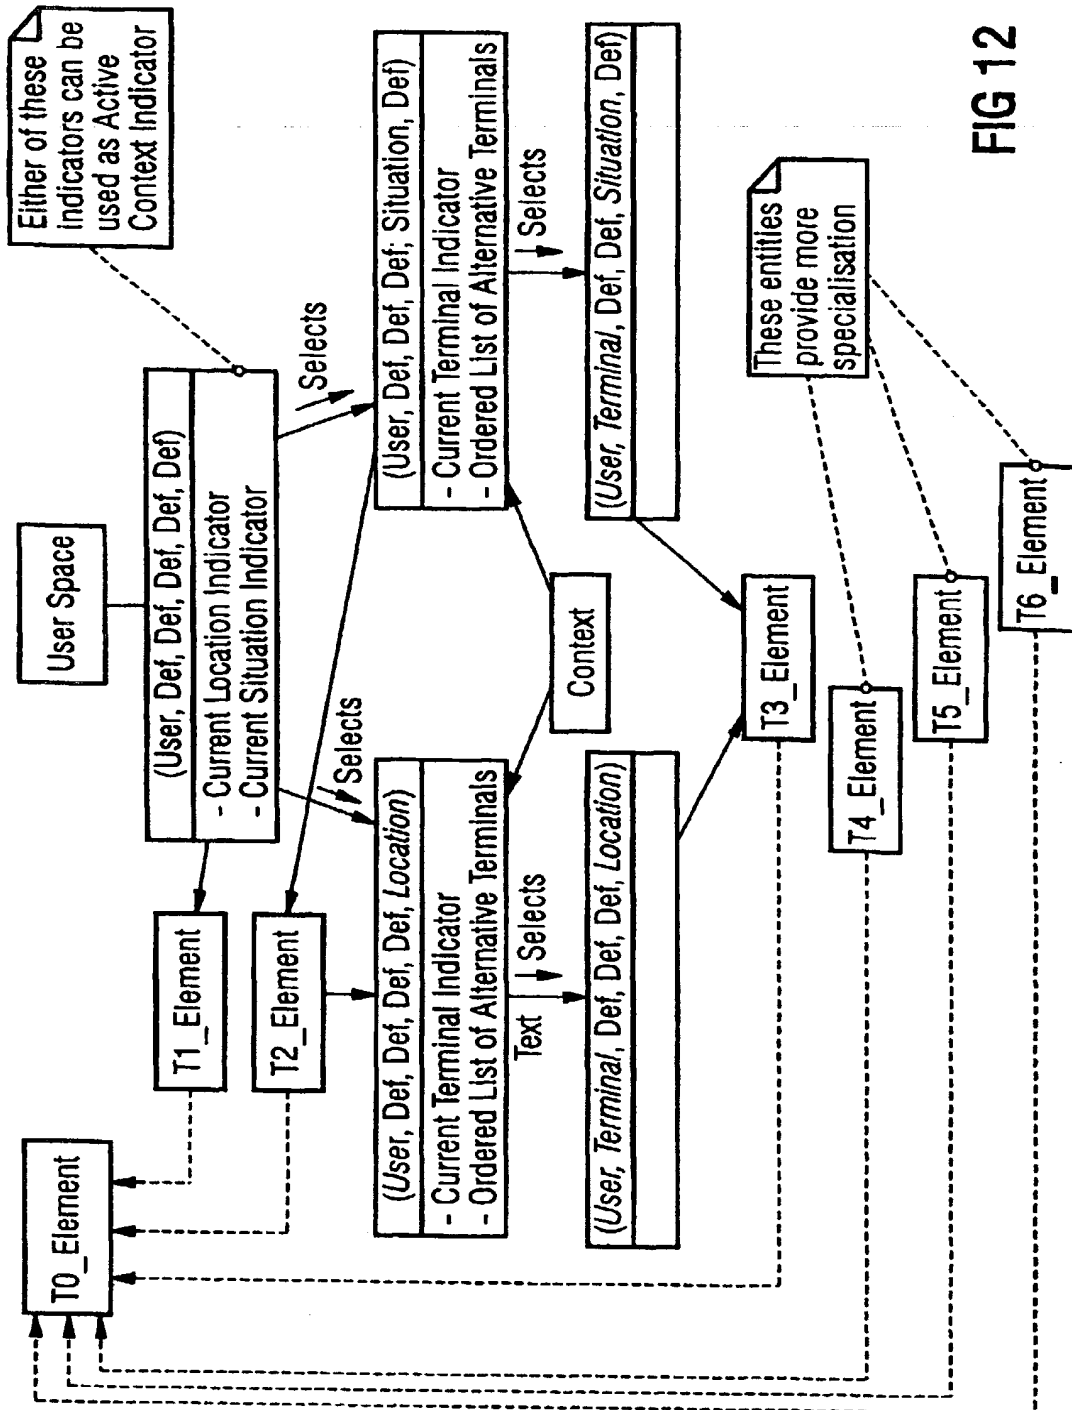 Either of these
indicators can be
used as Active
Context Indicator
User Space
(User, Def, Def, Def, Def)
- Current Location Indicator
- Current Situation Indicator
T0_Element
T1_Element
T2_Element
Selects
Selects
(User, Def, Def, Def, Location)
- Current Terminal Indicator
- Ordered List of Alternative Terminals
(User, Def, Def, Def; Situation, Def)
- Current Terminal Indicator
- Ordered List of Alternative Terminals
Text
Selects
Selects
Context
(User, Terminal, Def, Def, Location)
(User, Terminal, Def, Def, Situation, Def)
T3_Element
These entities
provide more
specialisation
T4_Element
T5_Element
T6_Element
FIG 12